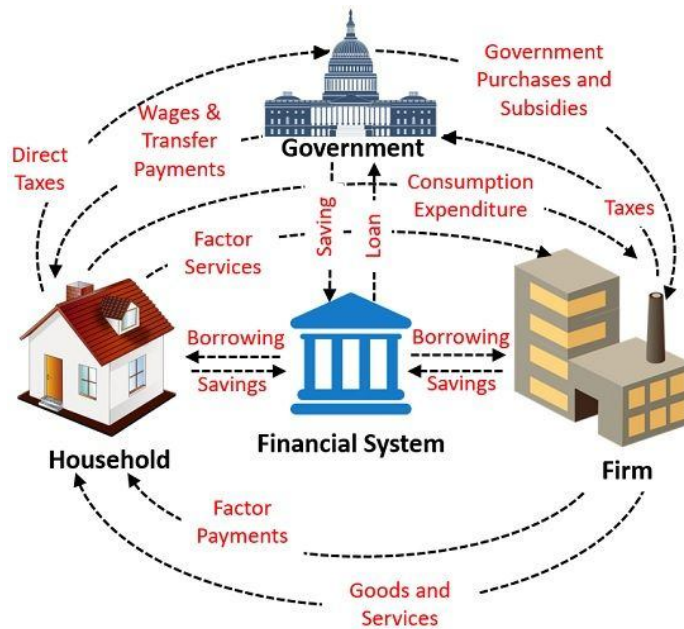 Government
Purchases and
Subsidies
Wages &
Transfer
Payments
Government
Direct
Taxes
Consumption
Expenditure
Taxes
Factor
Services
Saving
Loan
Borrowing
Savings
Borrowing
Savings
Financial System
Household
Firm
Factor
Payments
Goods and
Services